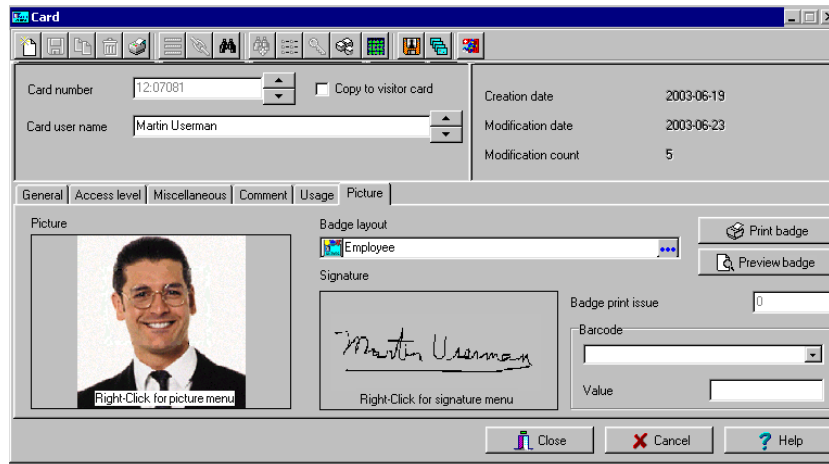 Card
Card number
12:07081
Copy to visitor card
Card user name
Martin Userman
Creation date
2003-06-19
Modification date
2003-06-23
Modification count
5
General Access level Miscellaneous Comment Usage Picture
Picture
Right-Click for picture menu
Badge layout
Employee
Signature
Martin Userman
Right-Click for signature menu
Print badge
Preview badge
Badge print issue
0
Barcode
Value
Close
Cancel
Help